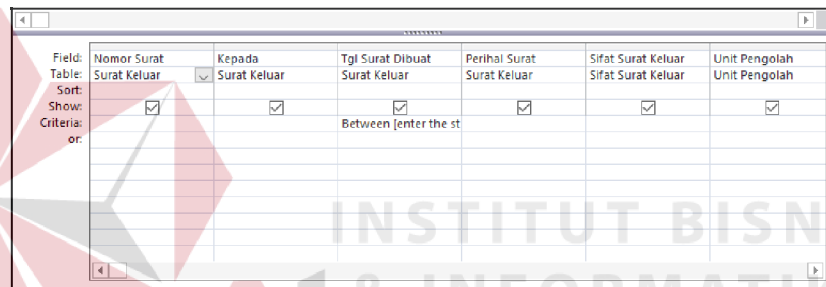 Field: Nomor Surat Kepada Tgl Surat Dibuat Perihal Surat Sifat Surat Keluar Unit Pengolah
Table: Surat Keluar Surat Keluar Surat Keluar Surat Keluar Sifat Surat Keluar Unit Pengolah
Sort:
Show:
Criteria: Between [enter the st
or:
INSTITUT BISN
& INFORMATI